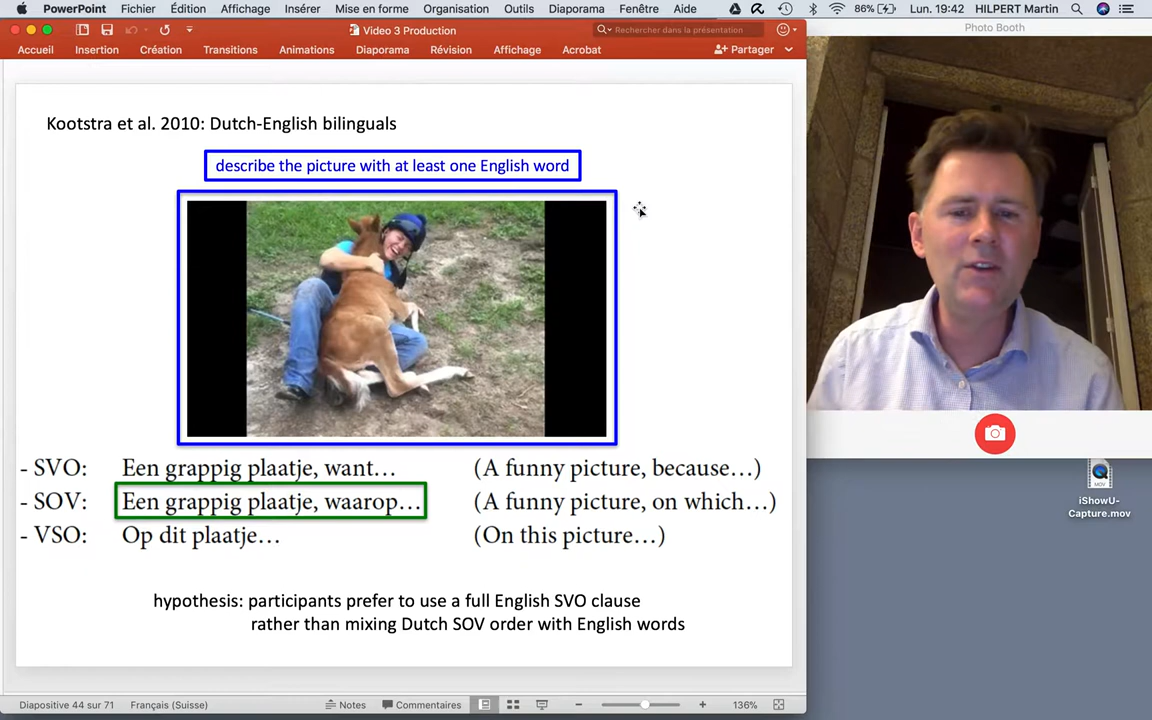 PowerPoint Fichier Édition Affichage Insérer Mise en forme Organisation Outils Diaporama Fenêtre Aide 86% Lun. 19:42 HILPERT Martin
Video 3 Production
Rechercher dans la présentation
Photo Booth
Accueil Insertion Création Transitions Animations Diaporama Révision Affichage Acrobat Partager
Kootstra et al. 2010: Dutch-English bilinguals
describe the picture with at least one English word
- SVO: Een grappig plaatje, want… (A funny picture, because…)
- SOV: Een grappig plaatje, waarop… (A funny picture, on which…)
- VSO: Op dit plaatje… (On this picture…)
hypothesis: participants prefer to use a full English SVO clause
rather than mixing Dutch SOV order with English words
iShowU-
Capture.mov
Diapositive 44 sur 71 Français (Suisse) Notes Commentaires 136%